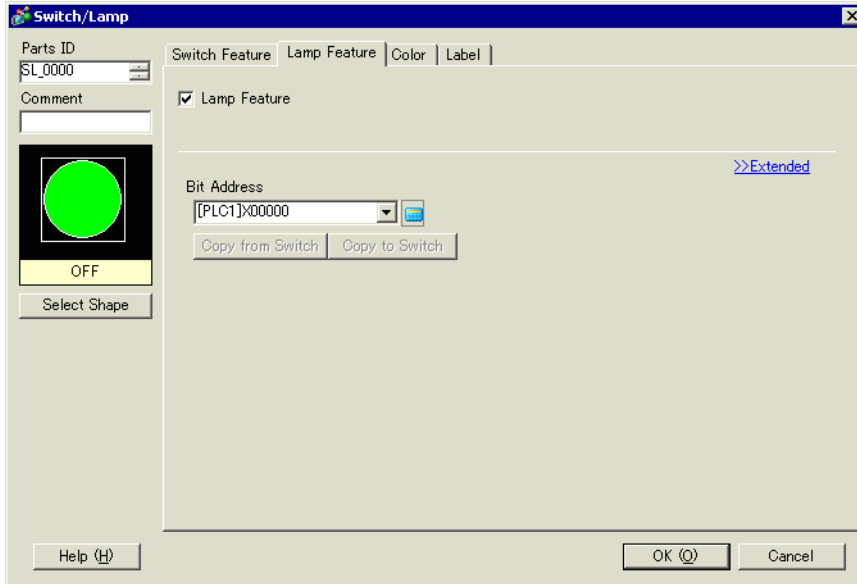 Switch/Lamp
Parts ID
SL_0000
Comment
OFF
Select Shape
Switch Feature Lamp Feature Color Label
Lamp Feature
>>Extended
Bit Address
[PLC1]X00000
Copy from Switch Copy to Switch
Help (H) OK (O) Cancel